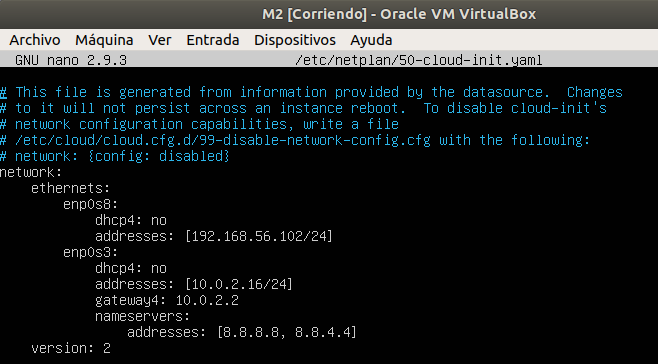 M2 [Corriendo] - Oracle VM VirtualBox
Archivo Máquina Ver Entrada Dispositivos Ayuda
GNU nano 2.9.3 /etc/netplan/50-cloud-init.yaml
# This file is generated from information provided by the datasource.  Changes
# to it will not persist across an instance reboot.  To disable cloud-init's
# network configuration capabilities, write a file
# /etc/cloud/cloud.cfg.d/99-disable-network-config.cfg with the following:
# network: {config: disabled}
network:
    ethernets:
        enp0s8:
            dhcp4: no
            addresses: [192.168.56.102/24]
        enp0s3:
            dhcp4: no
            addresses: [10.0.2.16/24]
            gateway4: 10.0.2.2
            nameservers:
                addresses: [8.8.8.8, 8.8.4.4]
    version: 2